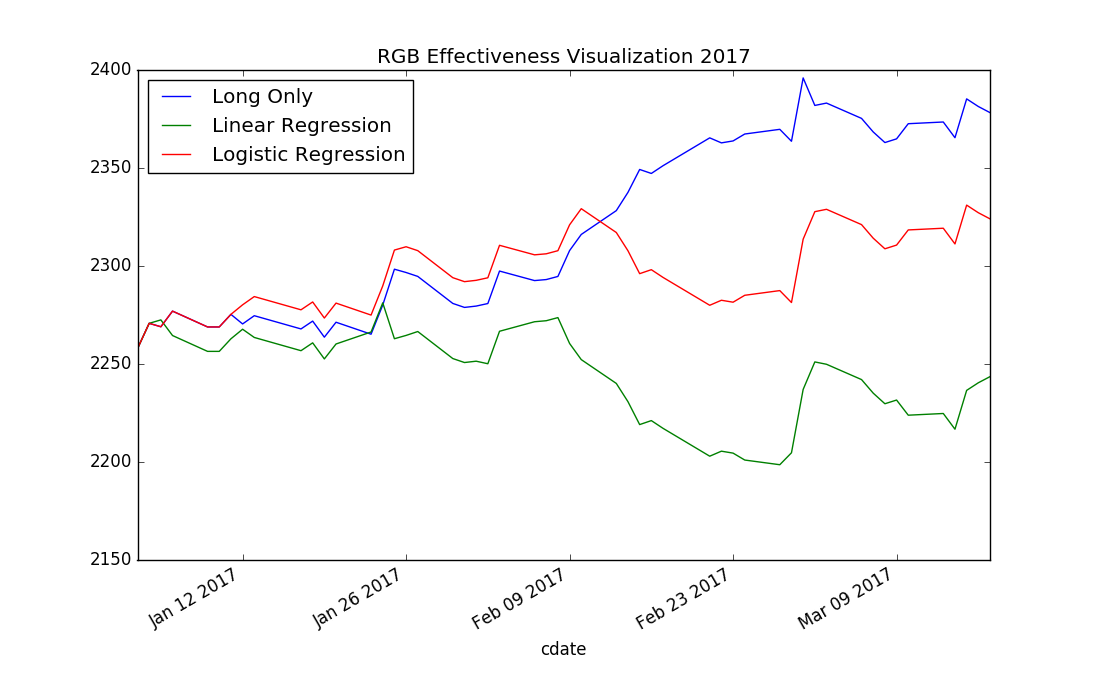 RGB Effectiveness Visualization 2017
2400
2350
2300
2250
2200
2150
Long Only
Linear Regression
Logistic Regression
Jan 12 2017
Jan 26 2017
Feb 09 2017
Feb 23 2017
Mar 09 2017
cdate